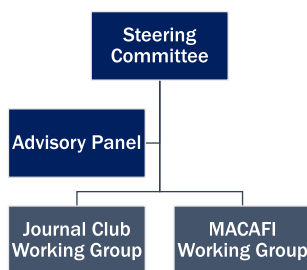 Steering
Committee
Advisory Panel
Journal Club
Working Group
MACAFI
Working Group